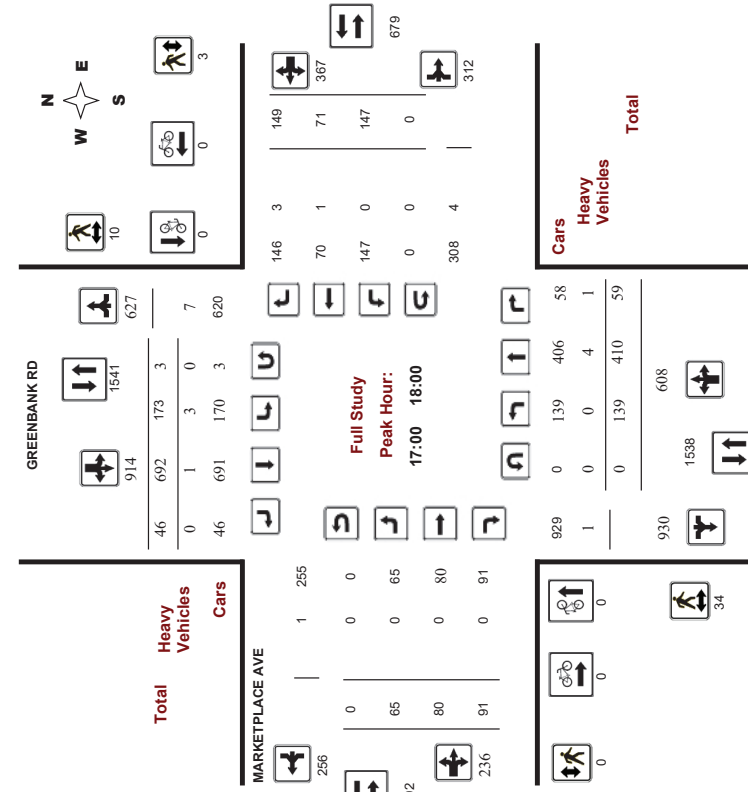 GREENBANK RD
N
E
W
S
3
0
10
0
679
367
312
149 71 147 0
3 1 0 0 4
146 70 147 0 308
627
1541
914
46 692 173 3
0 1 3 0 7
46 691 170 3 620
Total
Heavy Vehicles
Cars
Full Study
Peak Hour:
17:00 18:00
Cars
Heavy Vehicles
Total
MARKETPLACE AVE
1 255
0 0 0
65 0 65
80 0 80
91 0 91
256
236
929 0 139 406 58
1 0 0 4 1
0 139 410 59
930
1538
608
0
0
0
34